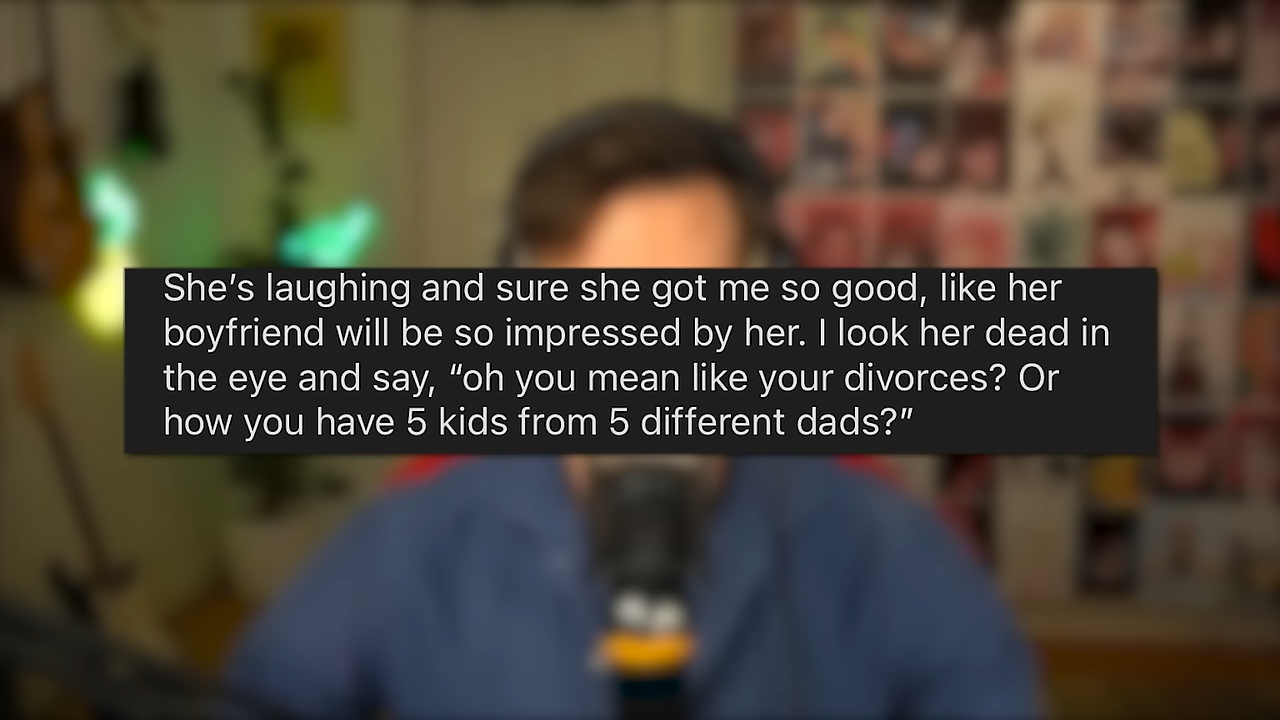 She’s laughing and sure she got me so good, like her
boyfriend will be so impressed by her. I look her dead in
the eye and say, “oh you mean like your divorces? Or
how you have 5 kids from 5 different dads?”